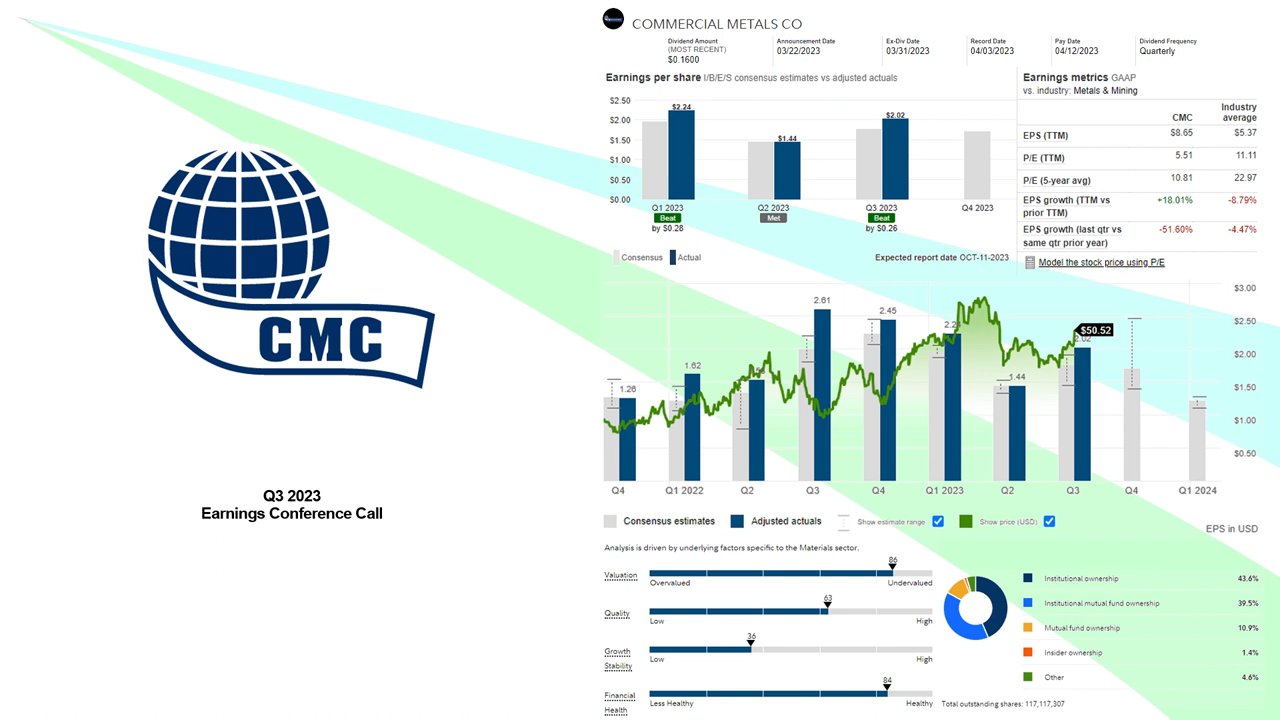 CMC
Q3 2023
Earnings Conference Call
COMMERCIAL METALS CO
Dividend Amount
(MOST RECENT)
$0.1600
Announcement Date
03/22/2023
Ex-Div Date
03/31/2023
Record Date
04/03/2023
Pay Date
04/12/2023
Dividend Frequency
Quarterly
Earnings per share I/B/E/S consensus estimates vs adjusted actuals
$2.50
$2.00
$1.50
$1.00
$0.50
$0.00
$2.24
$1.44
$2.02
Q1 2023
Q2 2023
Q3 2023
Q4 2023
Beat
Met
Beat
by $0.28
by $0.26
Consensus
Actual
Expected report date OCT-11-2023
Earnings metrics GAAP
vs. industry: Metals & Mining
CMC
Industry
average
EPS (TTM) $8.65 $5.37
P/E (TTM) 5.51 11.11
P/E (5-year avg) 10.81 22.97
EPS growth (TTM vs
prior TTM) +18.01% -8.79%
EPS growth (last qtr vs
same qtr prior year) -51.60% -4.47%
Model the stock price using P/E
$3.00
$2.50
$2.00
$1.50
$1.00
$0.50
1.26
1.62
2.61
2.45
1.44
2.02
$50.52
Q4
Q1 2022
Q2
Q3
Q4
Q1 2023
Q2
Q3
Q4
Q1 2024
Consensus estimates
Adjusted actuals
Show estimate range
Show price (USD)
EPS in USD
Analysis is driven by underlying factors specific to the Materials sector.
Valuation
86
Overvalued
Undervalued
Quality
63
Low
High
Growth
Stability
36
Low
High
Financial
Health
84
Less Healthy
Healthy
Institutional ownership 43.6%
Institutional mutual fund ownership 39.5%
Mutual fund ownership 10.9%
Insider ownership 1.4%
Other 4.6%
Total outstanding shares: 117,117,307